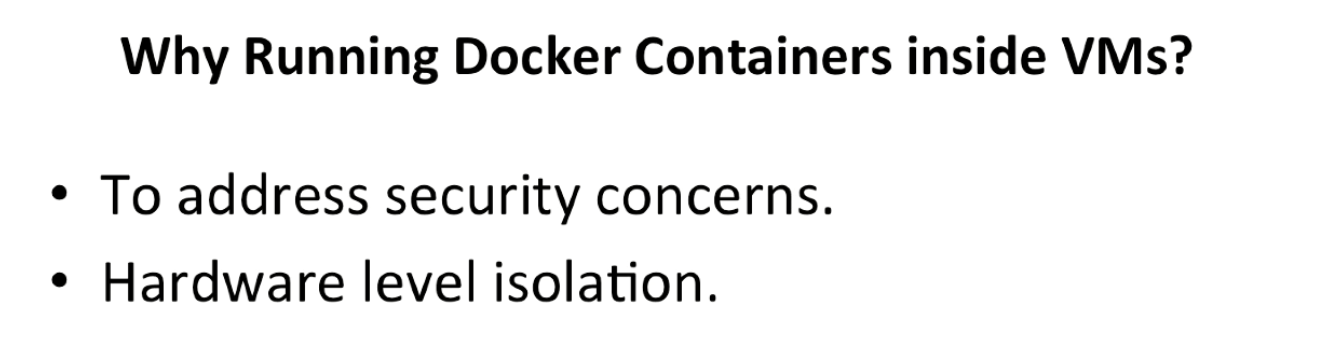 Why Running Docker Containers inside VMs?
• To address security concerns.
• Hardware level isolation.